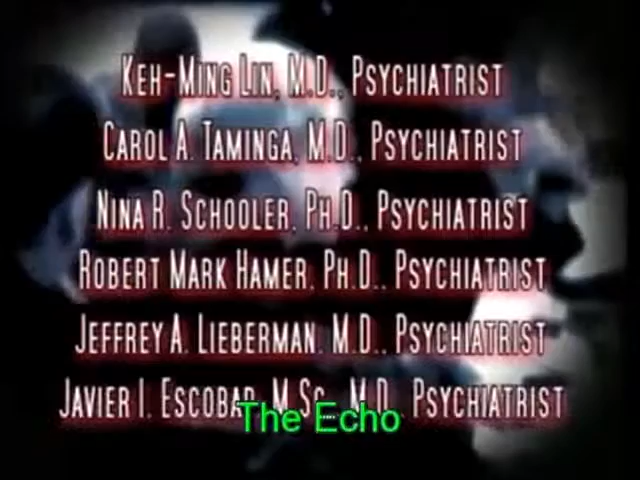 Keh-Ming Lin, M.D., Psychiatrist
Carol A. Taminga, M.D., Psychiatrist
Nina R. Schooler, Ph.D., Psychiatrist
Robert Mark Hamer, Ph.D., Psychiatrist
Jeffrey A. Lieberman, M.D., Psychiatrist
Javier I. Escobar, M.Sc., M.D., Psychiatrist
The Echo